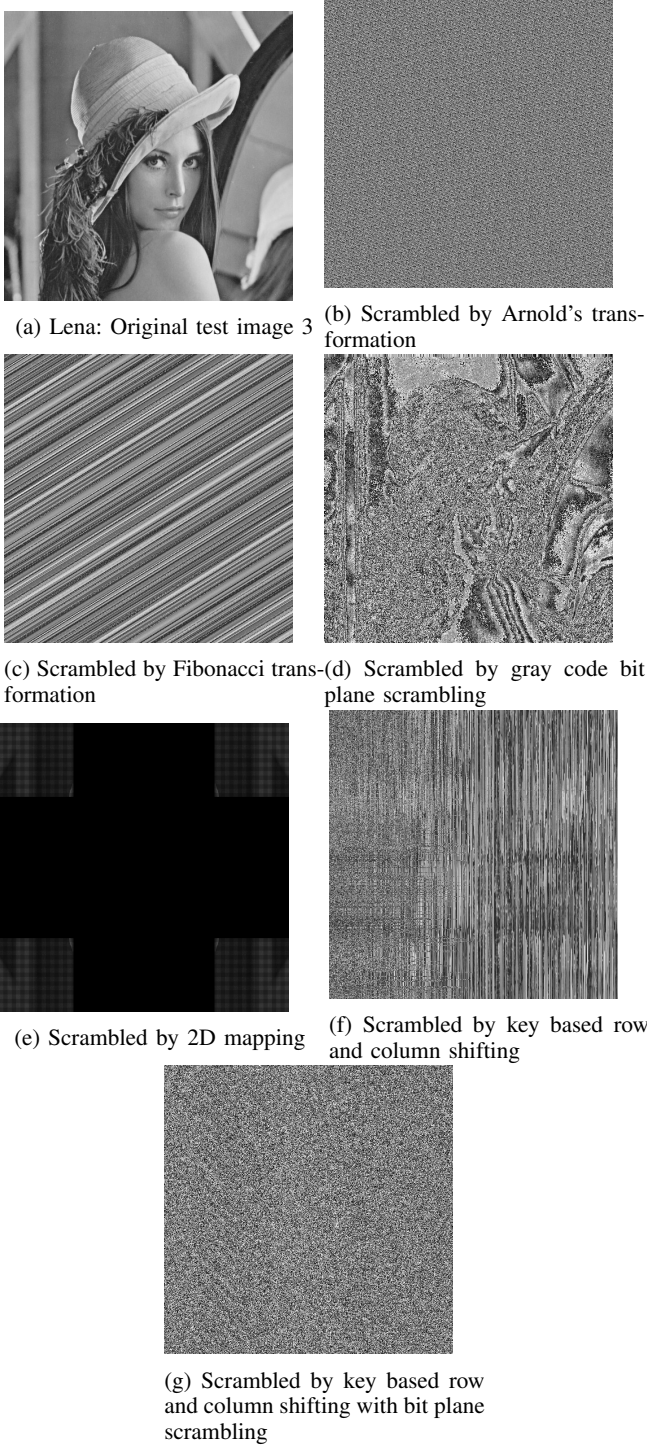 (a) Lena: Original test image 3
(b) Scrambled by Arnold's trans-
formation
(c) Scrambled by Fibonacci trans-
formation
(d) Scrambled by gray code bit
plane scrambling
(e) Scrambled by 2D mapping
(f) Scrambled by key based row
and column shifting
(g) Scrambled by key based row
and column shifting with bit plane
scrambling